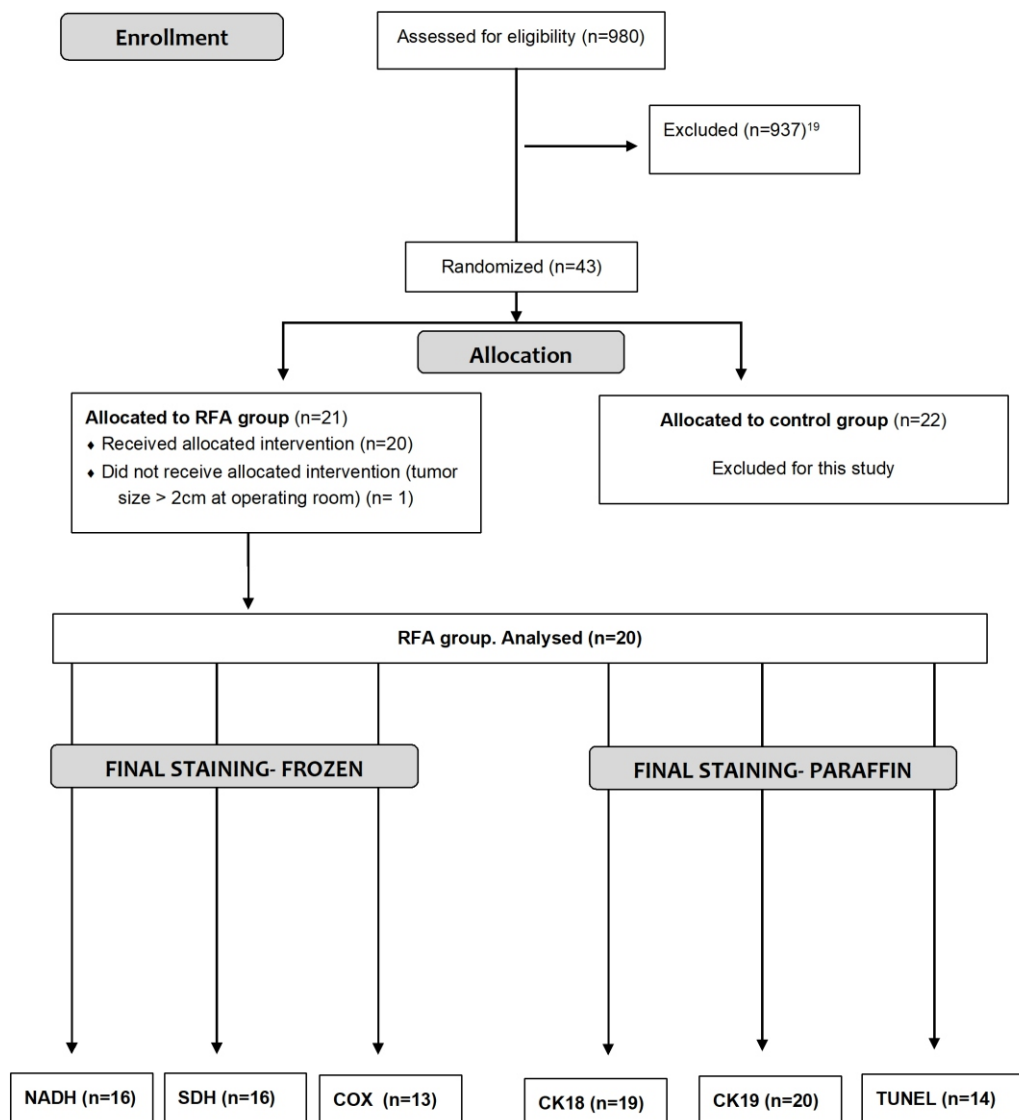 Enrollment
Assessed for eligibility (n=980)
Excluded (n=937)¹⁹
Randomized (n=43)
Allocation
Allocated to RFA group (n=21)
♦ Received allocated intervention (n=20)
♦ Did not receive allocated intervention (tumor
size > 2cm at operating room) (n= 1)
Allocated to control group (n=22)
Excluded for this study
RFA group. Analysed (n=20)
FINAL STAINING- FROZEN
FINAL STAINING- PARAFFIN
NADH (n=16)
SDH (n=16)
COX (n=13)
CK18 (n=19)
CK19 (n=20)
TUNEL (n=14)